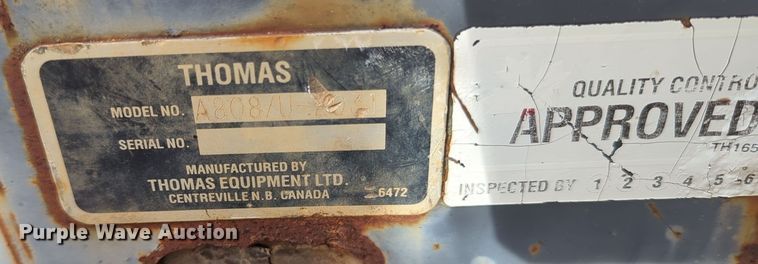 THOMAS
MODEL NO.
SERIAL NO.
MANUFACTURED BY
THOMAS EQUIPMENT LTD.
CENTREVILLE N.B. CANADA
6472
QUALITY CONTRO
APPROVED
TH165
INSPECTED BY 1 2 3 4 5 6
Purple Wave Auction